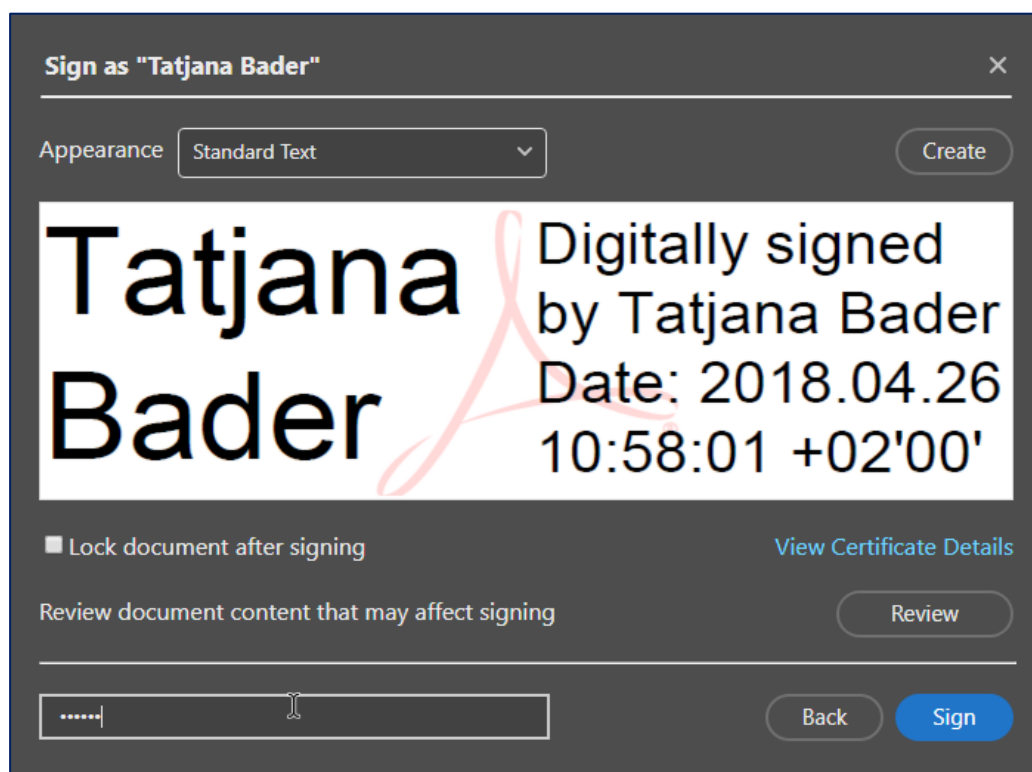 Sign as "Tatjana Bader"
Appearance
Standard Text
Create
Tatjana
Bader
Digitally signed
by Tatjana Bader
Date: 2018.04.26
10:58:01 +02'00'
Lock document after signing
View Certificate Details
Review document content that may affect signing
Review
••••••
Back
Sign